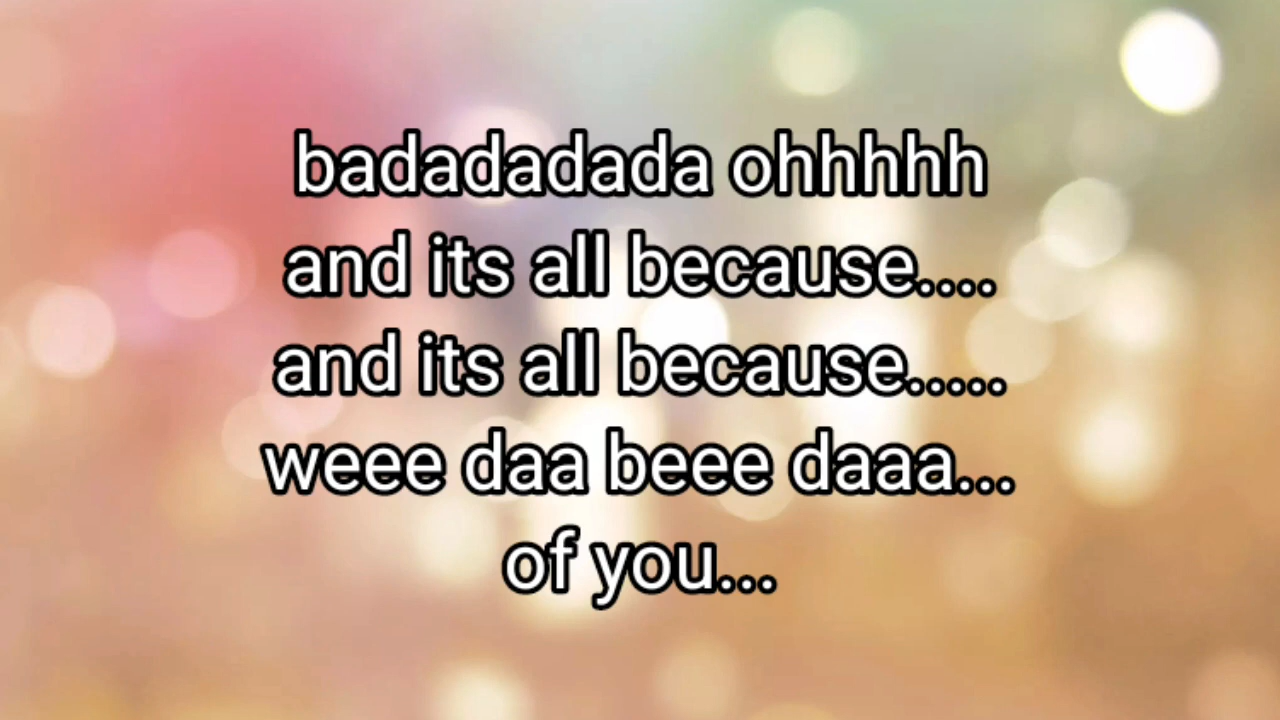 badadadada ohhhhh
and its all because....
and its all because.....
weee daa beee daaa...
of you...